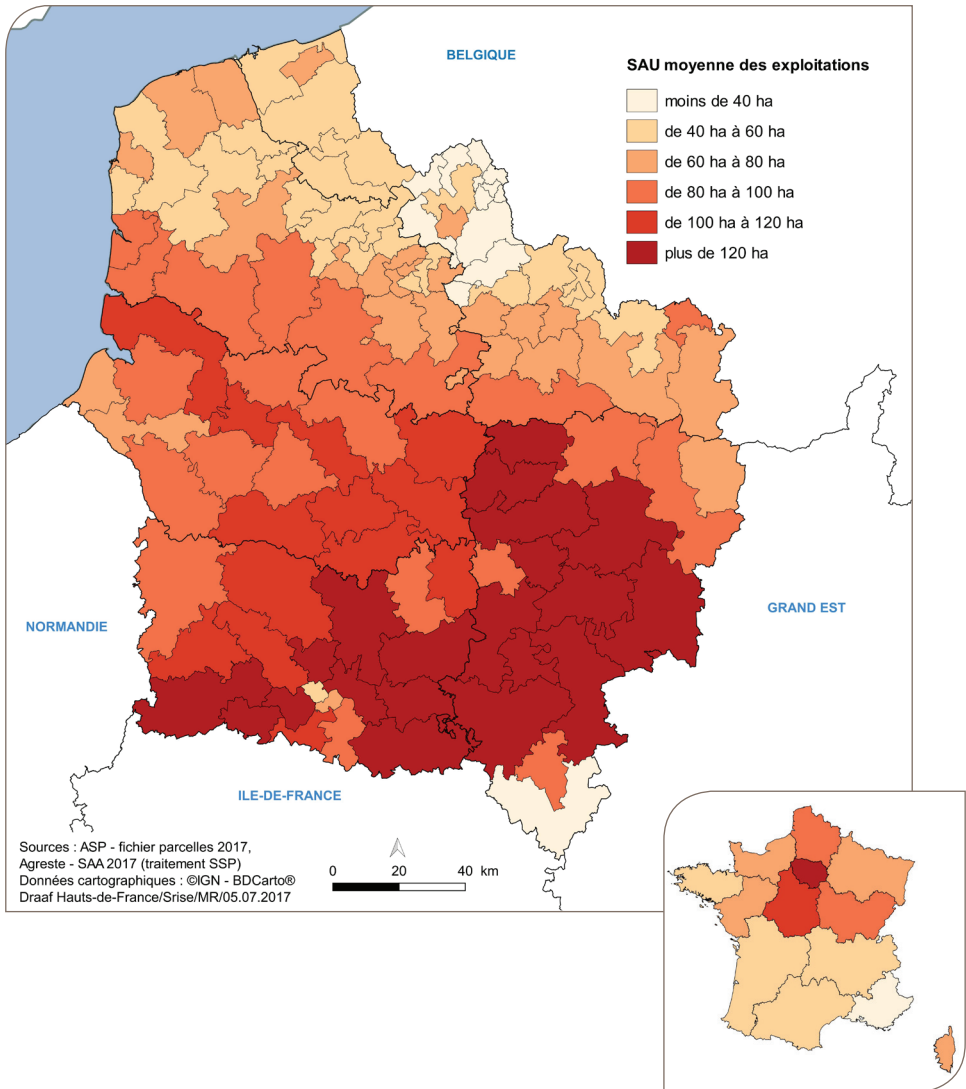 BELGIQUE
SAU moyenne des exploitations
moins de 40 ha
de 40 ha à 60 ha
de 60 ha à 80 ha
de 80 ha à 100 ha
de 100 ha à 120 ha
plus de 120 ha
NORMANDIE
GRAND EST
ILE-DE-FRANCE
Sources : ASP - fichier parcelles 2017,
Agreste - SAA 2017 (traitement SSP)
Données cartographiques : ©IGN - BDCarto®
Draaf Hauts-de-France/Srise/MR/05.07.2017
0 20 40 km